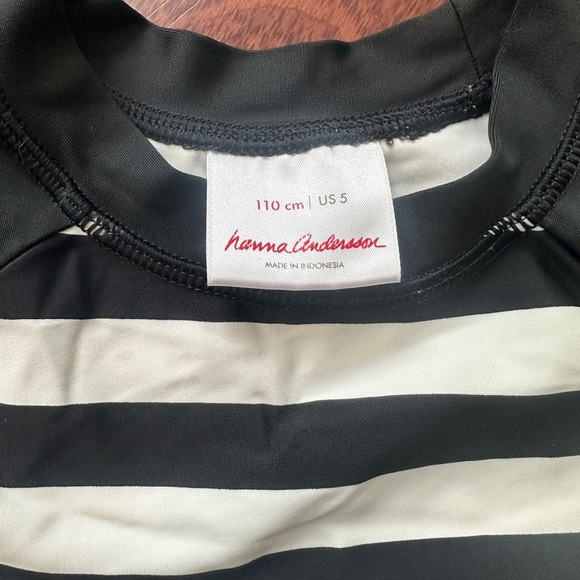 110 cm | US 5
hanna andersson
MADE IN INDONESIA